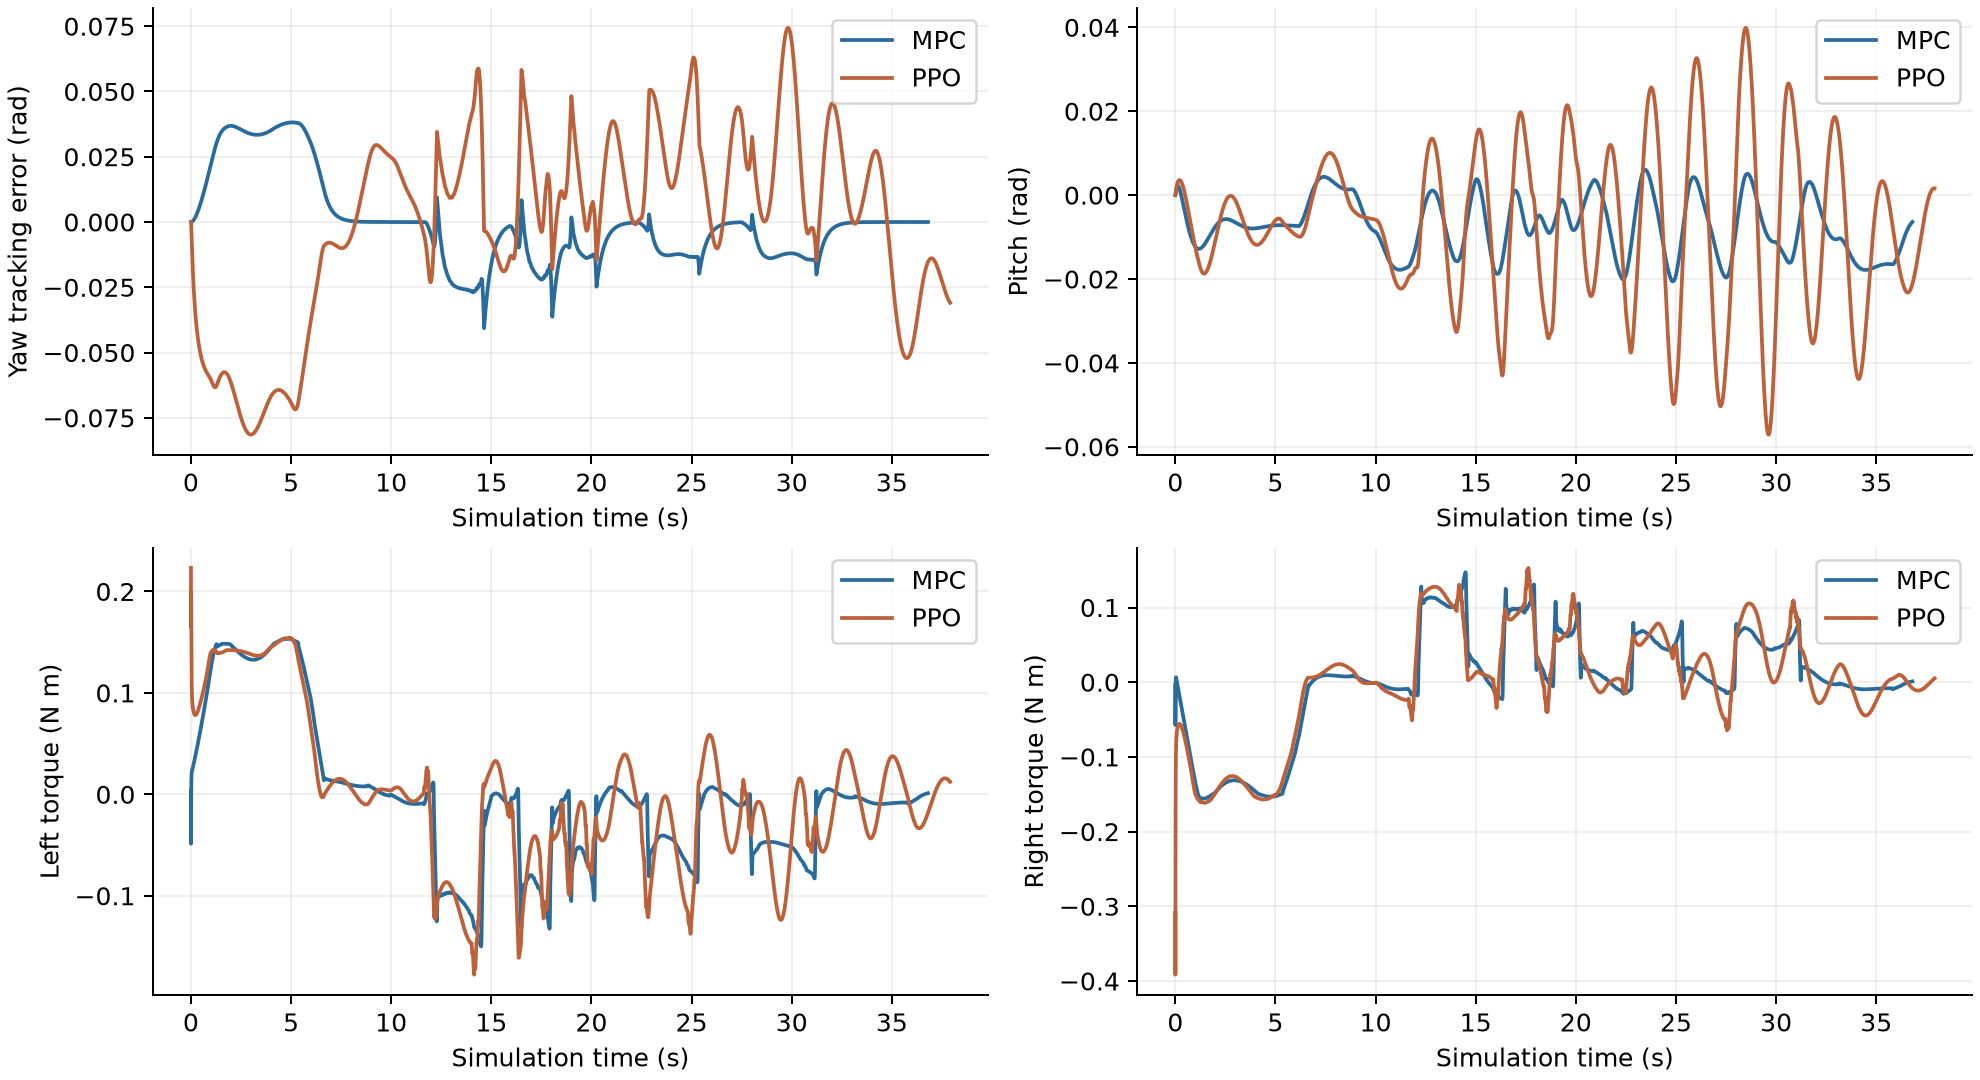 Yaw tracking error (rad)
0.075
0.050
0.025
0.000
−0.025
−0.050
−0.075
MPC
PPO
0 5 10 15 20 25 30 35
Simulation time (s)
Pitch (rad)
0.04
0.02
0.00
−0.02
−0.04
−0.06
MPC
PPO
0 5 10 15 20 25 30 35
Simulation time (s)
Left torque (N m)
0.2
0.1
0.0
−0.1
MPC
PPO
0 5 10 15 20 25 30 35
Simulation time (s)
Right torque (N m)
0.1
0.0
−0.1
−0.2
−0.3
−0.4
MPC
PPO
0 5 10 15 20 25 30 35
Simulation time (s)